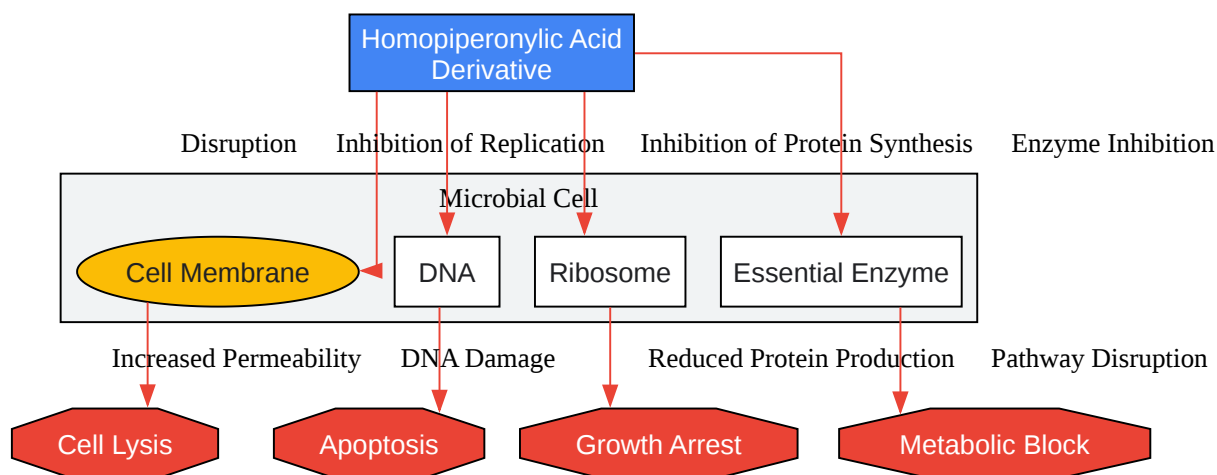 Homopiperonylic Acid
Derivative
Disruption
Inhibition of Replication
Inhibition of Protein Synthesis
Enzyme Inhibition
Microbial Cell
Cell Membrane
DNA
Ribosome
Essential Enzyme
Increased Permeability
DNA Damage
Reduced Protein Production
Pathway Disruption
Cell Lysis
Apoptosis
Growth Arrest
Metabolic Block